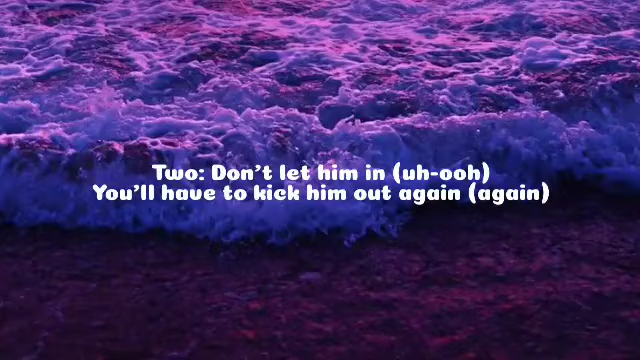 Two: Don't let him in (uh-ooh)
You'll have to kick him out again (again)